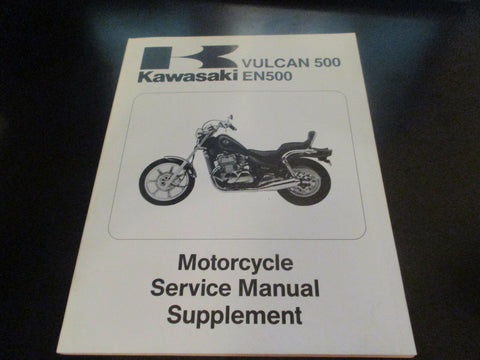 VULCAN 500
Kawasaki EN500
Motorcycle
Service Manual
Supplement